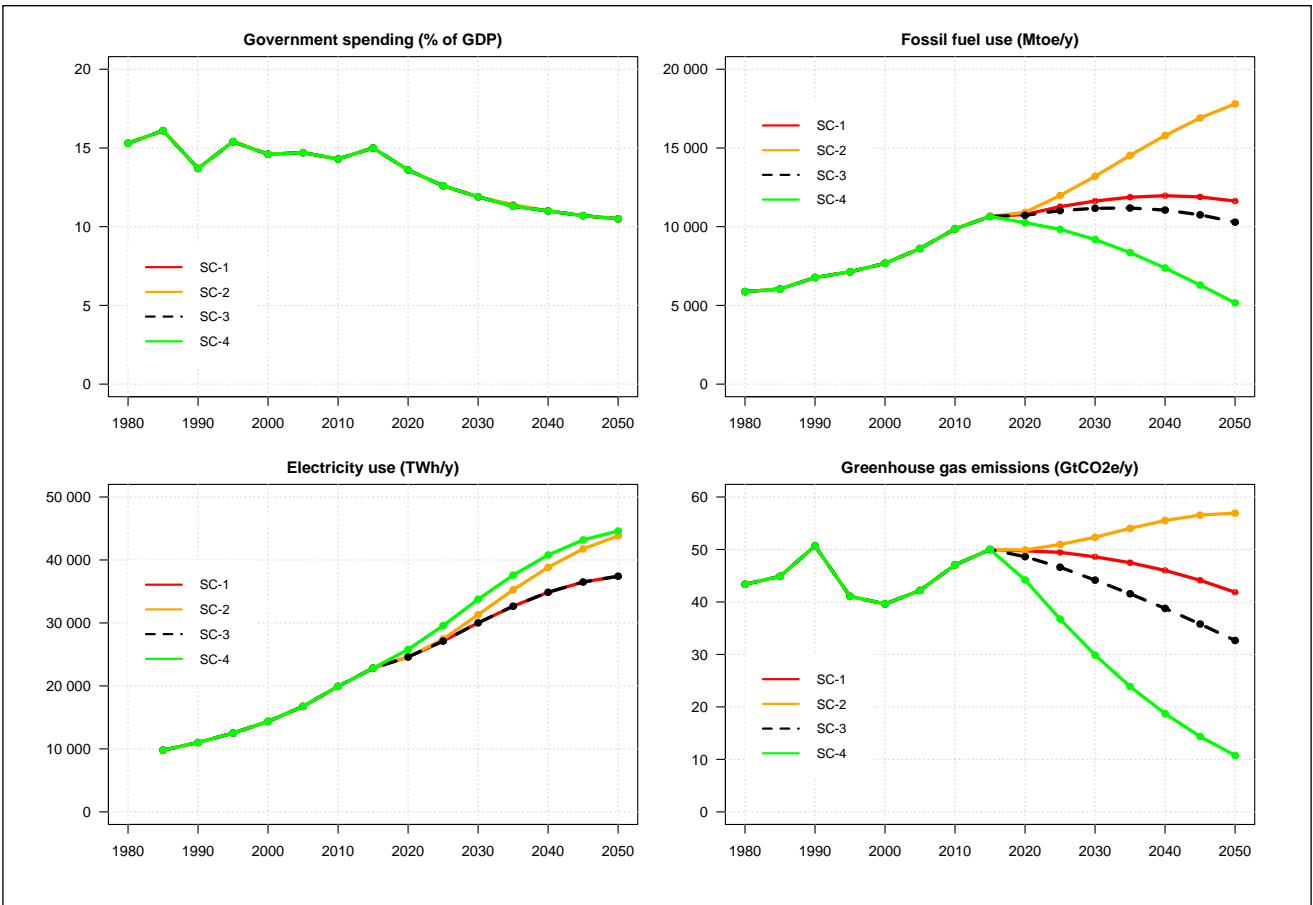 Government spending (% of GDP)
20
15
10
5
0
SC-1
SC-2
SC-3
SC-4
1980 1990 2000 2010 2020 2030 2040 2050
Fossil fuel use (Mtoe/y)
20 000
15 000
10 000
5 000
0
SC-1
SC-2
SC-3
SC-4
1980 1990 2000 2010 2020 2030 2040 2050
Electricity use (TWh/y)
50 000
40 000
30 000
20 000
10 000
0
SC-1
SC-2
SC-3
SC-4
1980 1990 2000 2010 2020 2030 2040 2050
Greenhouse gas emissions (GtCO2e/y)
60
50
40
30
20
10
0
SC-1
SC-2
SC-3
SC-4
1980 1990 2000 2010 2020 2030 2040 2050